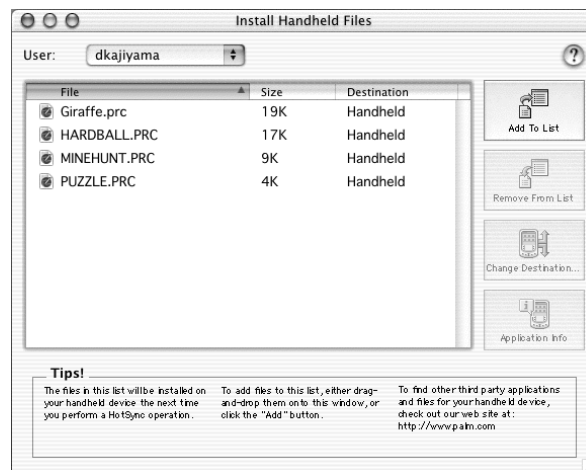 Install Handheld Files
User: dkajiyama
?
File Size Destination
Giraffe.prc 19K Handheld
HARDBALL.PRC 17K Handheld
MINEHUNT.PRC 9K Handheld
PUZZLE.PRC 4K Handheld
Add To List
Remove From List
Change Destination...
Application Info
Tips!
The files in this list will be installed on
your handheld device the next time
you perform a HotSync operation.
To add files to this list, either drag-
and-drop them onto this window, or
click the "Add" button.
To find other third party applications
and files for your handheld device,
check out our web site at:
http://www.palm.com